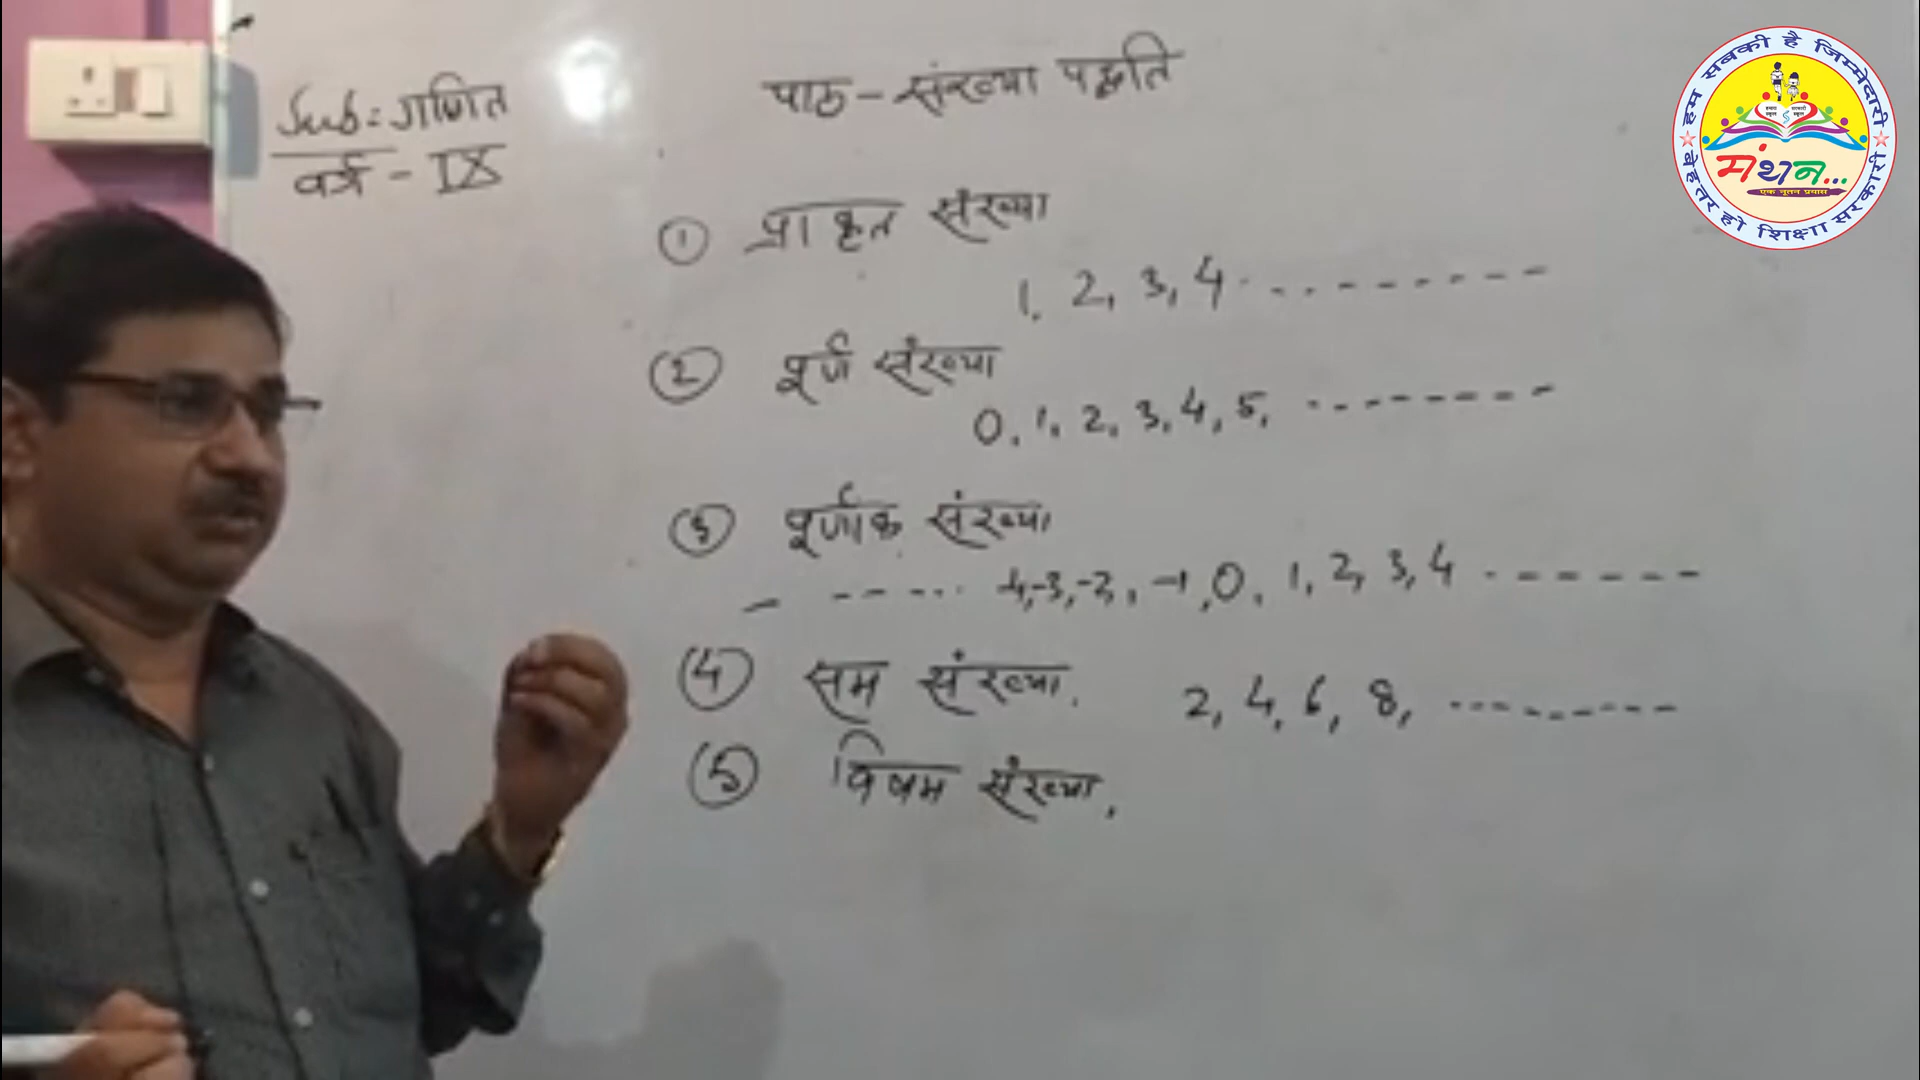 Sub = गणित
वर्ग - IX
पाठ - संख्या पद्धति
① प्राकृत संख्या
1, 2, 3, 4 - - - - - - - - -
② पूर्ण संख्या
0, 1, 2, 3, 4, 5, - - - - - - - - -
③ पूर्णांक संख्या
- - - - - - -4, -3, -2, -1, 0, 1, 2, 3, 4 - - - - - - -
④ सम संख्या, 2, 4, 6, 8, - - - - - - - - -
⑤ विषम संख्या,
हम सबकी है जिम्मेदारी
मंथन...
एक नूतन प्रयास
बेहतर हो शिक्षा सरकारी